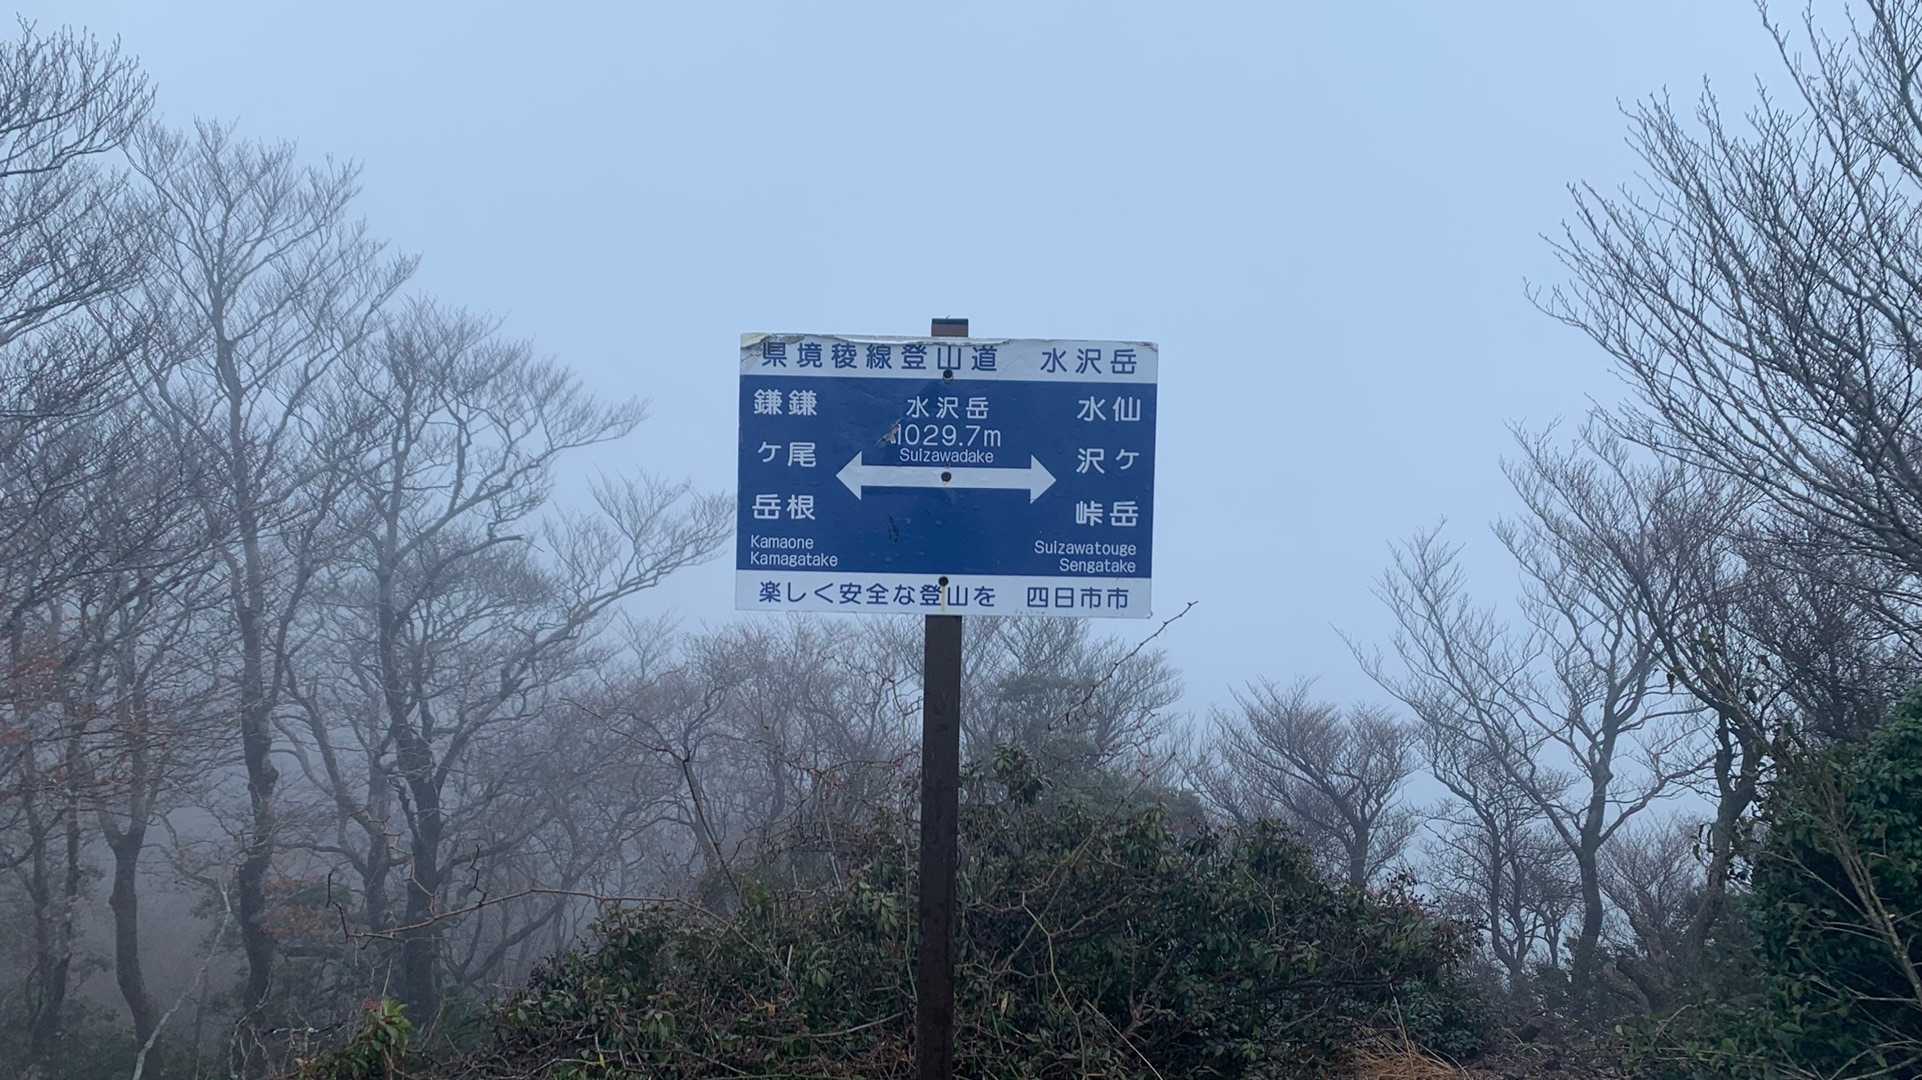 県境稜線登山道 水沢岳
鎌鎌
ケ尾
岳根
Kamaone
Kamagatake
水沢岳
1029.7m
Suizawadake
水仙
沢ケ
峠岳
Suizawatouge
Sengatake
楽しく安全な登山を 四日市市